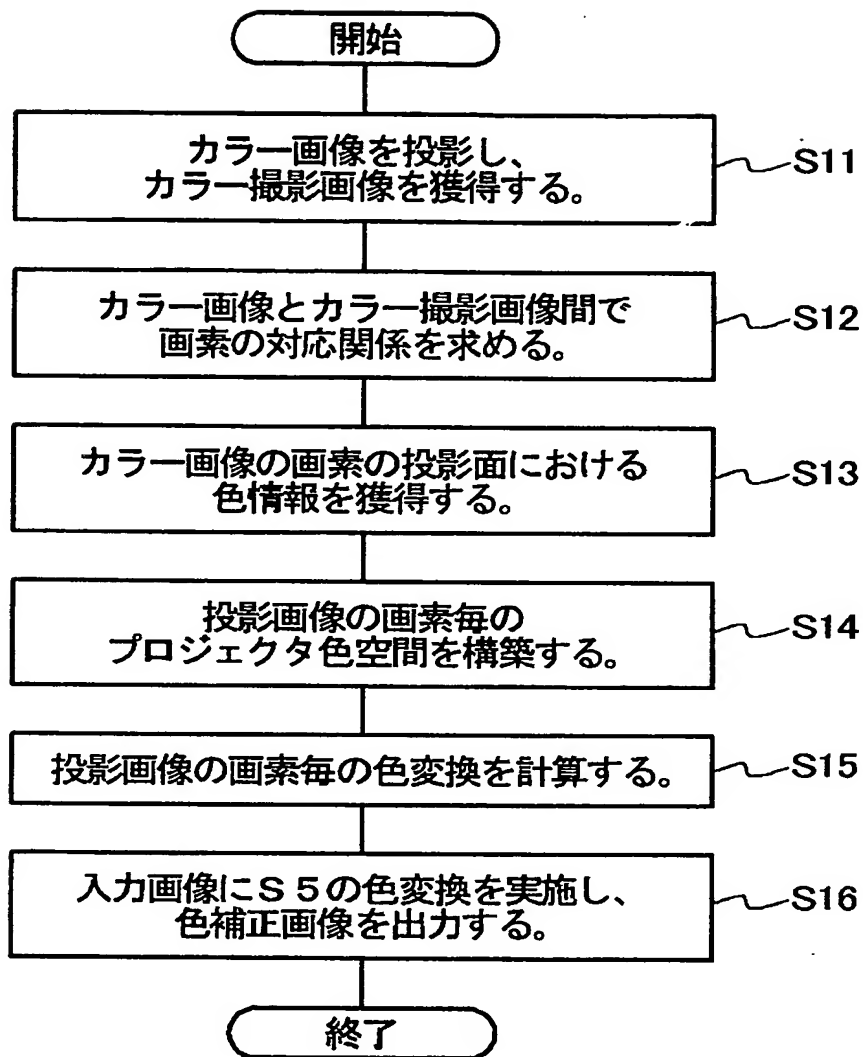 開始
カラー画像を投影し、
カラー撮影画像を獲得する。
S11
カラー画像とカラー撮影画像間で
画素の対応関係を求める。
S12
カラー画像の画素の投影面における
色情報を獲得する。
S13
投影画像の画素毎の
プロジェクタ色空間を構築する。
S14
投影画像の画素毎の色変換を計算する。
S15
入力画像にS5の色変換を実施し、
色補正画像を出力する。
S16
終了